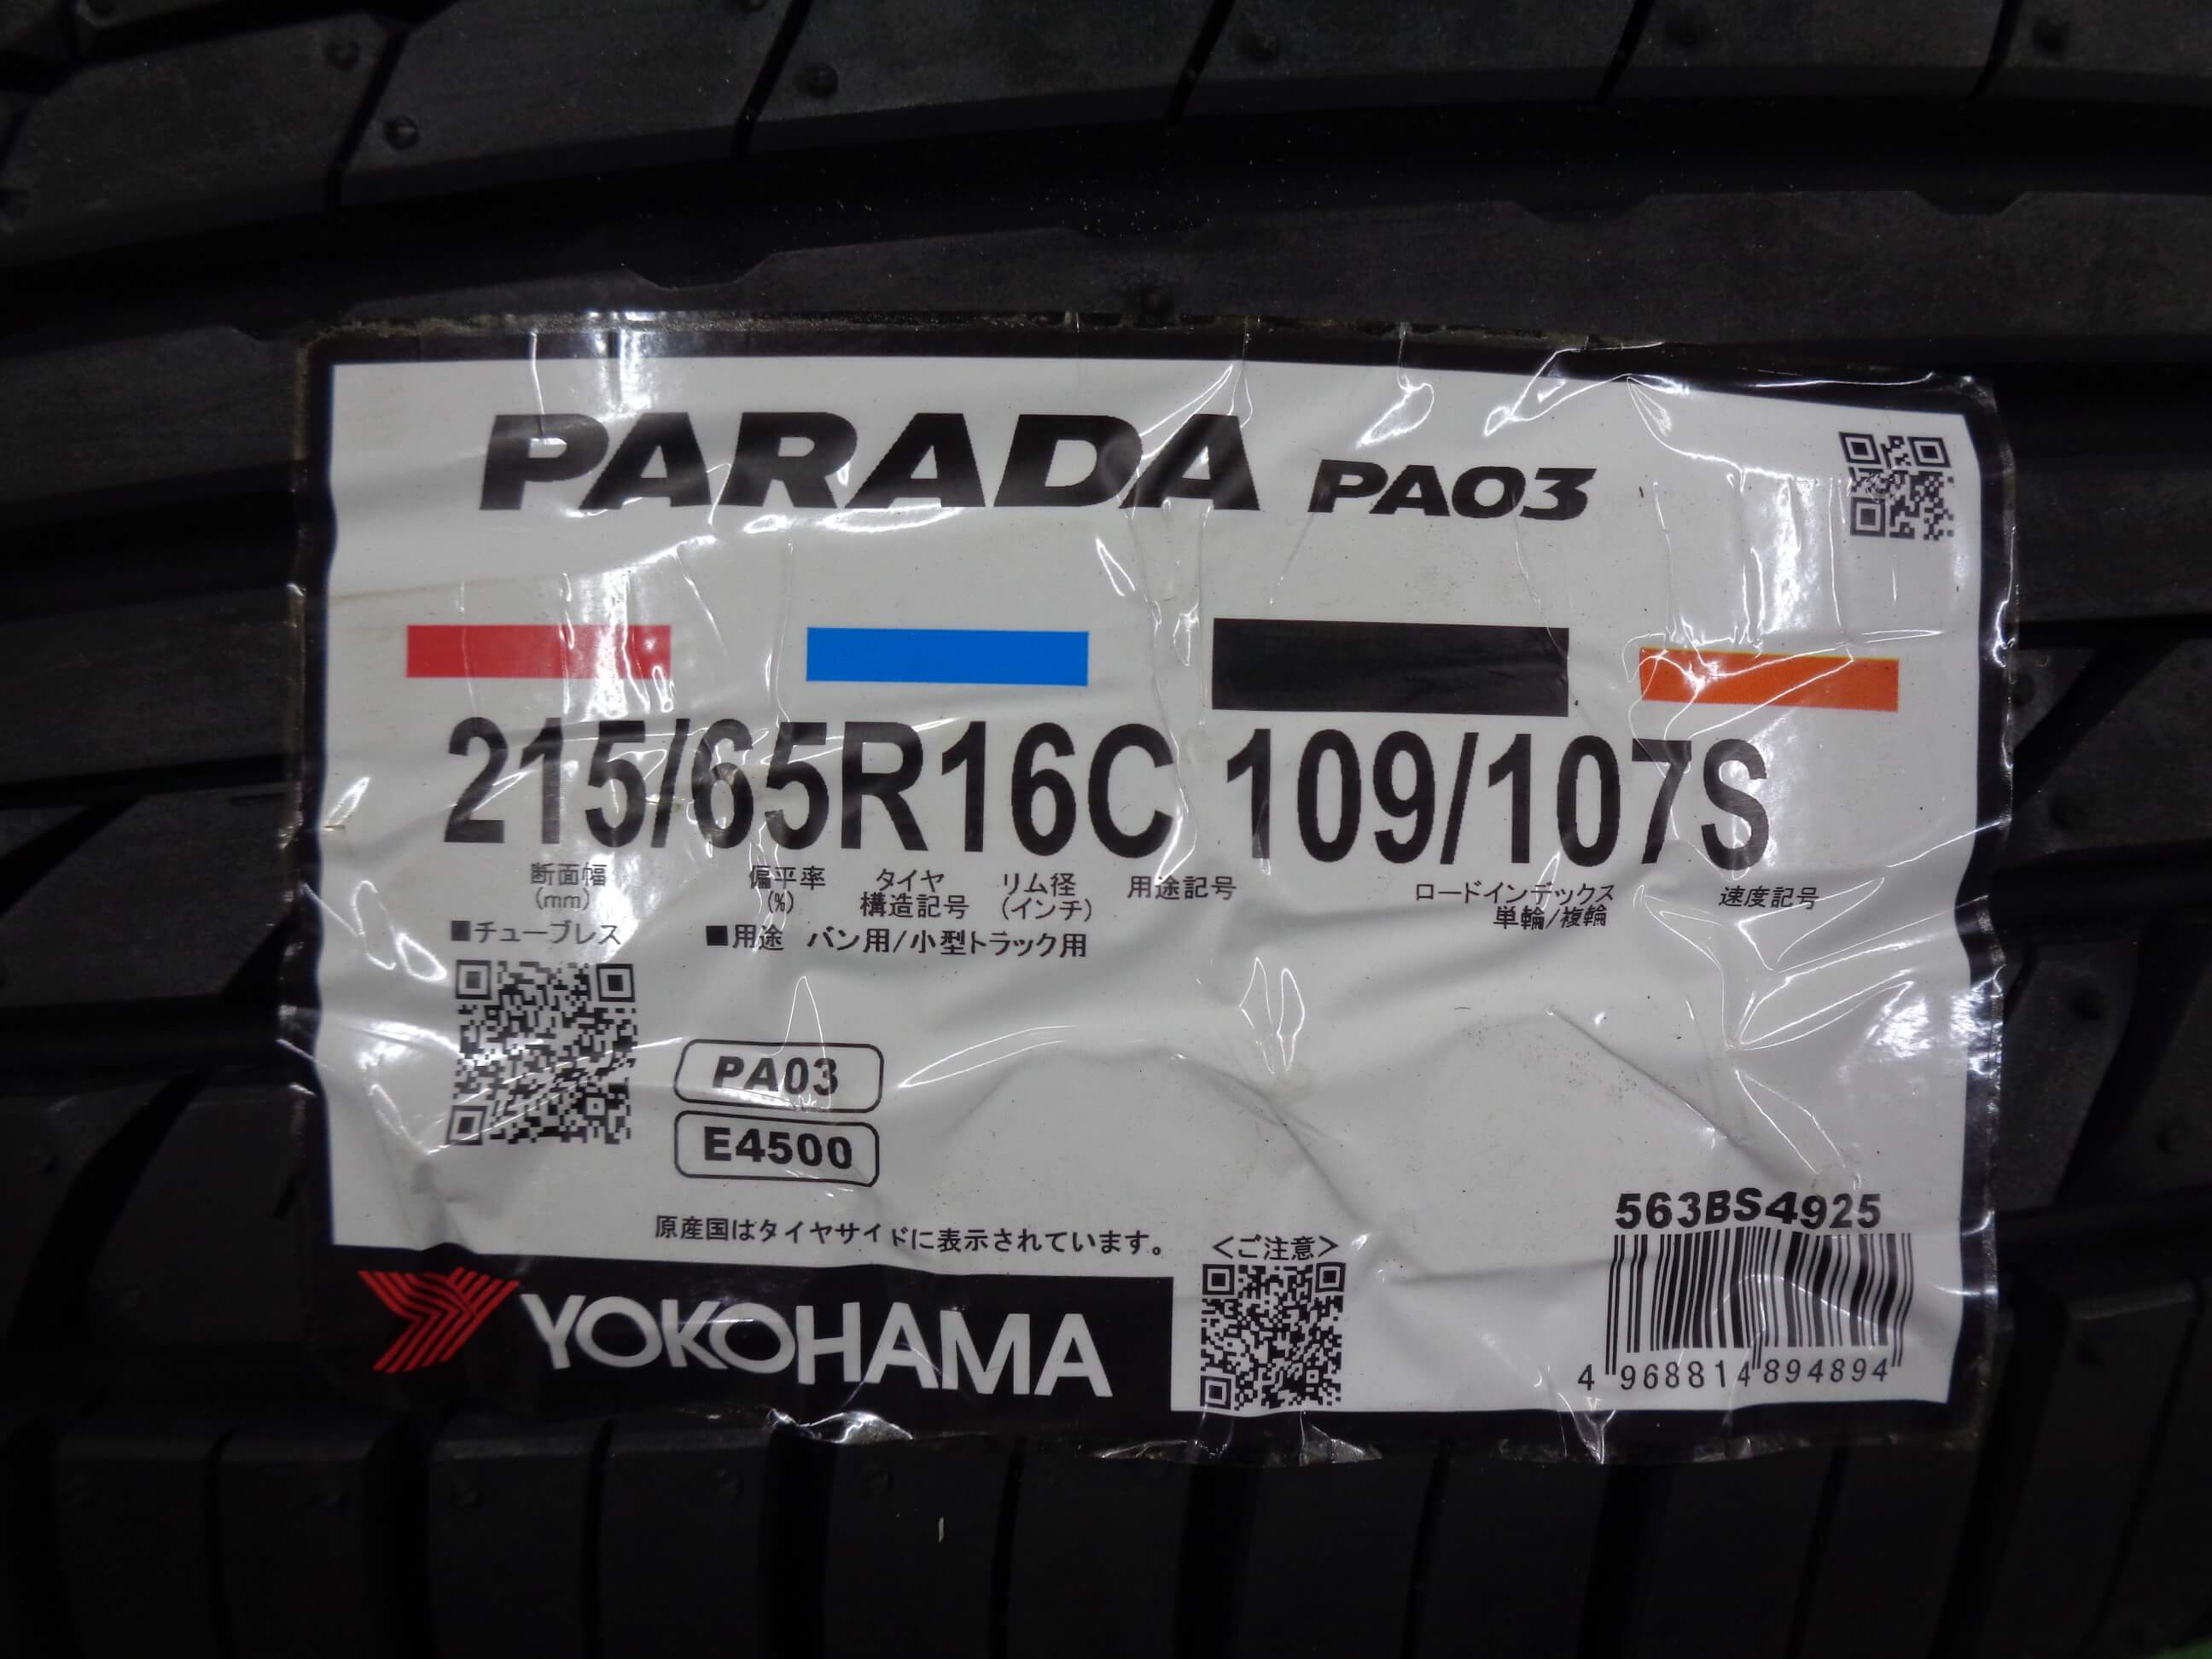 PARADA PA03
215/65R16C 109/107S
断面幅 偏平率 タイヤ リム径 用途記号 ロードインデックス 速度記号
(mm) (%) 構造記号 (インチ) 単輪/複輪
■チューブレス ■用途 バン用/小型トラック用
PA03
E4500
563BS4925
原産国はタイヤサイドに表示されています。
<ご注意>
YOKOHAMA
4 968814 894894